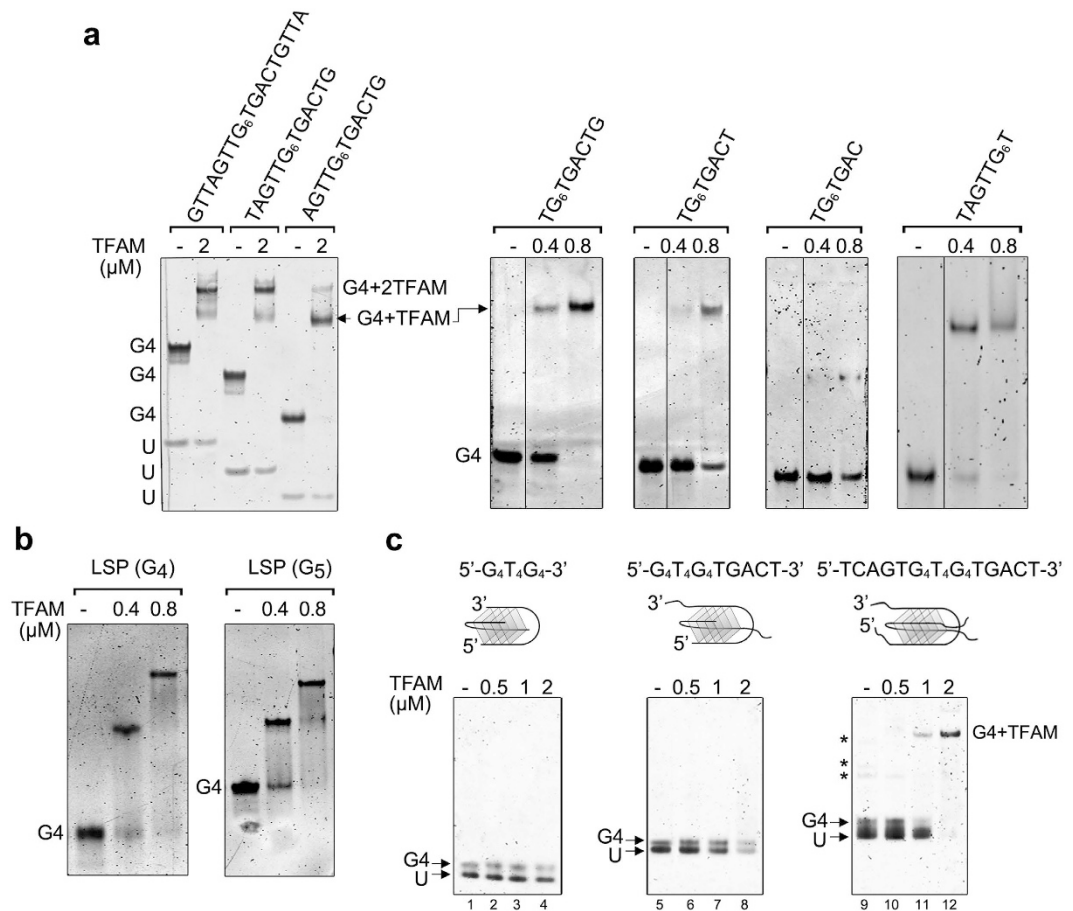 a
GTTAGTTG₆TGACTGTTA
TAGTTG₆TGACTG
AGTTG₆TGACTG
TG₆TGACTG
TG₆TGACT
TG₆TGAC
TAGTTG₆T
TFAM - 2 - 2 - 2
(µM)
- 0.4 0.8
- 0.4 0.8
- 0.4 0.8
- 0.4 0.8
G4+2TFAM
G4+TFAM
G4
G4
G4
U
U
U
G4
b
LSP (G₄)
LSP (G₅)
TFAM - 0.4 0.8
(µM)
- 0.4 0.8
G4
G4
c
5’-G₄T₄G₄-3’
5’-G₄T₄G₄TGACT-3’
5’-TCAGTG₄T₄G₄TGACT-3’
3’
5’
3’
5’
3’
5’
TFAM - 0.5 1 2
(µM)
- 0.5 1 2
- 0.5 1 2
G4+TFAM
*
*
*
G4
U
G4
U
G4
U
1 2 3 4
5 6 7 8
9 10 11 12